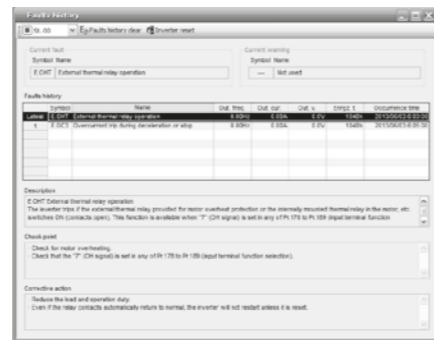 Faults history
St. 00 Faults history clear Inverter reset
Current fault Current warning
Symbol Name Symbol Name
E.OHT External thermal relay operation --- Not used
Faults history
Symbol Name Out. freq. Out. cur. Out. v. Occurrence time
Latest E.OHT External thermal relay operation 0.00Hz 0.00A 0.0V 1040h
1 E.OC3 Overcurrent trip during deceleration or stop 0.00Hz 0.00A 0.0V 1040h
Description
E.OHT External thermal relay operation
The inverter trips if the external thermal relay provided for motor overheat protection or the internally mounted thermal relay in the motor, etc.
switches ON (contacts open). This function is available when "7" (OH signal) is set in any of Pr.178 to Pr.189 (input terminal function
Check point
Check for motor overheating.
Check that the "7" (OH signal) is set in any of Pr.178 to Pr.189 (input terminal function selection).
Corrective action
Reduce the load and operation duty.
Even if the relay contacts automatically return to normal, the inverter will not restart unless it is reset.